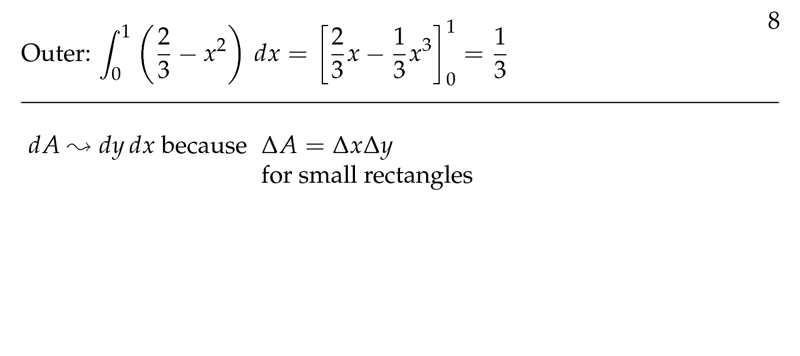 8
Outer: ∫₀¹ (2/3 − x²) dx = [2/3 x − 1/3 x³]₀¹ = 1/3
dA ⇝ dy dx because ΔA = ΔxΔy
for small rectangles